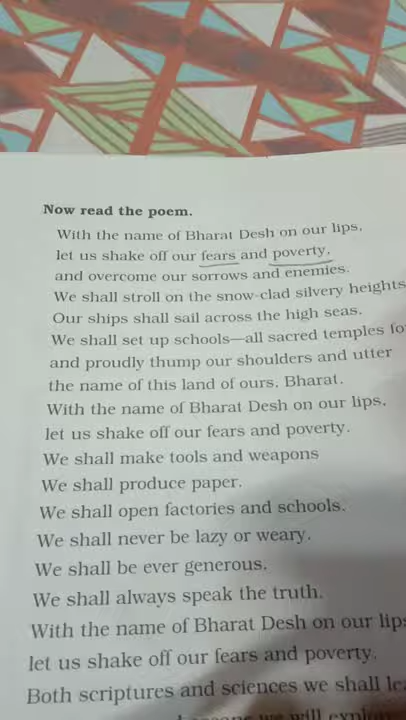 Now read the poem.
With the name of Bharat Desh on our lips,
let us shake off our fears and poverty,
and overcome our sorrows and enemies.
We shall stroll on the snow-clad silvery heights
Our ships shall sail across the high seas.
We shall set up schools—all sacred temples fo
and proudly thump our shoulders and utter
the name of this land of ours, Bharat.
With the name of Bharat Desh on our lips,
let us shake off our fears and poverty.
We shall make tools and weapons
We shall produce paper.
We shall open factories and schools.
We shall never be lazy or weary.
We shall be ever generous.
We shall always speak the truth.
With the name of Bharat Desh on our lips
let us shake off our fears and poverty.
Both scriptures and sciences we shall lea
we will